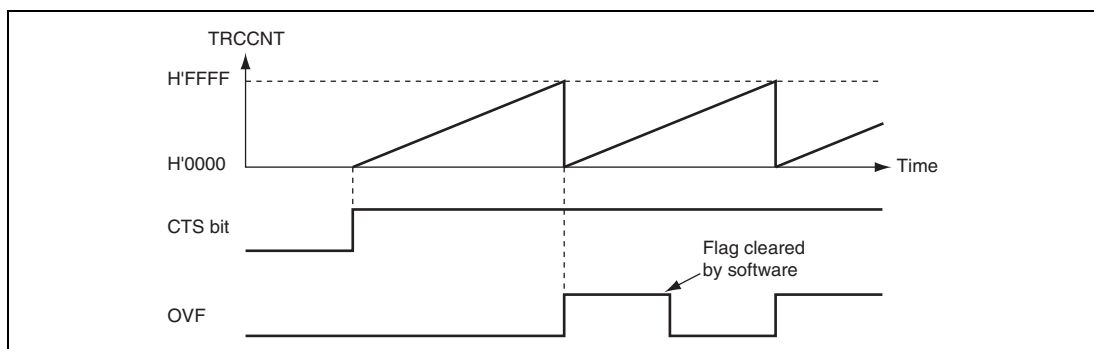 TRCCNT
H'FFFF
H'0000
Time
CTS bit
Flag cleared
by software
OVF